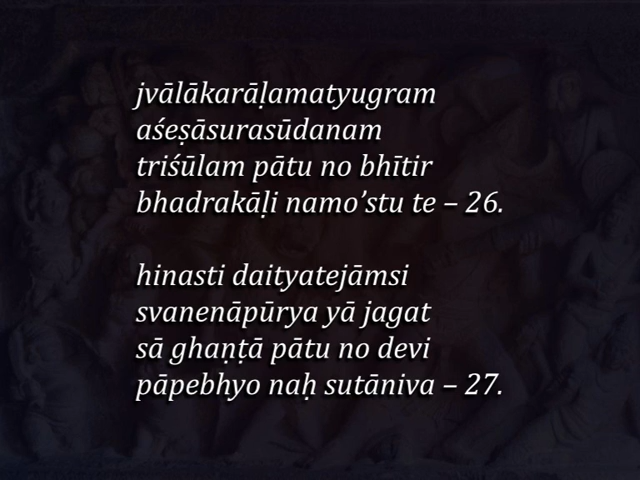 jvālākarāḷamatyugram
aśeṣāsurasūdanam
triśūlam pātu no bhītir
bhadrakāḷi namo’stu te – 26.
hinasti daityatejāmsi
svanenāpūrya yā jagat
sā ghaṇṭā pātu no devi
pāpebhyo naḥ sutāniva – 27.